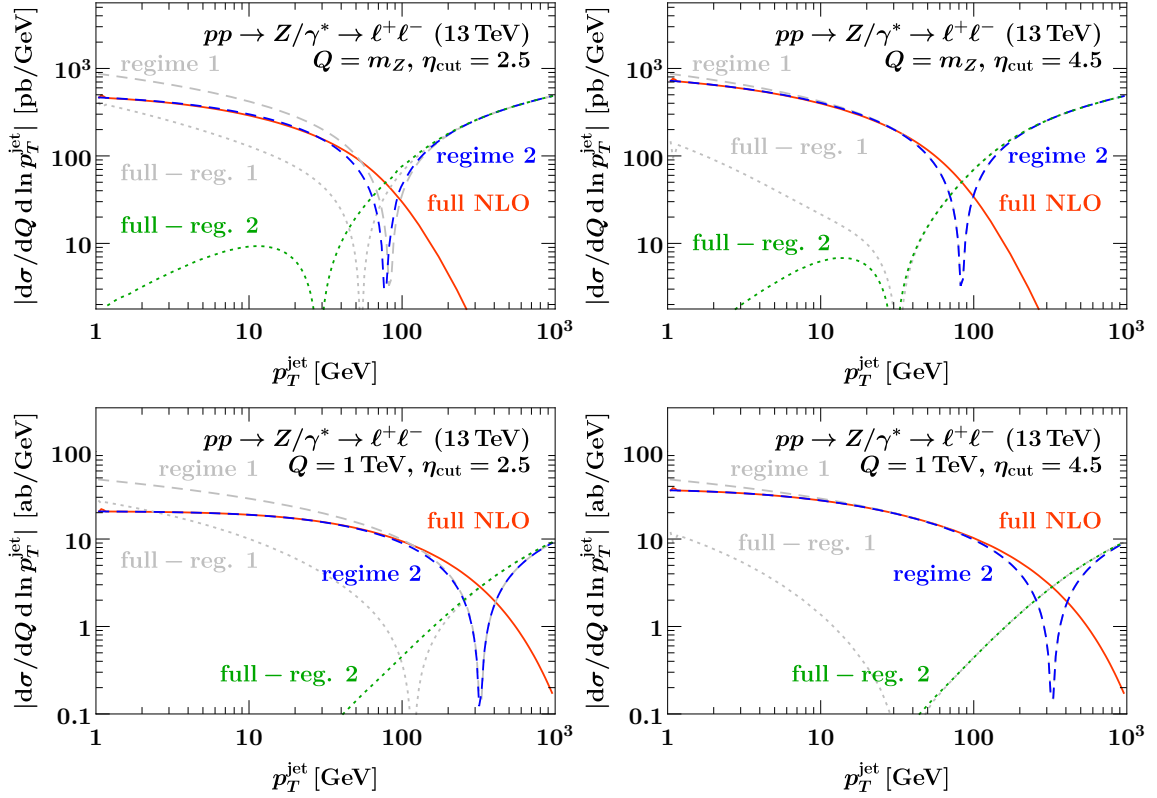 pp → Z/γ* → ℓ⁺ℓ⁻ (13 TeV)
Q = m_Z, η_cut = 2.5
regime 1
full − reg. 1
full − reg. 2
regime 2
full NLO
|dσ/dQ d ln p_T^jet| [pb/GeV]
10³
100
10
1 10 100 10³
p_T^jet [GeV]
pp → Z/γ* → ℓ⁺ℓ⁻ (13 TeV)
Q = m_Z, η_cut = 4.5
regime 1
full − reg. 1
regime 2
full NLO
full − reg. 2
|dσ/dQ d ln p_T^jet| [pb/GeV]
10³
100
10
1 10 100 10³
p_T^jet [GeV]
pp → Z/γ* → ℓ⁺ℓ⁻ (13 TeV)
Q = 1 TeV, η_cut = 2.5
regime 1
full NLO
full − reg. 1
regime 2
full − reg. 2
|dσ/dQ d ln p_T^jet| [ab/GeV]
100
10
1
0.1
1 10 100 10³
p_T^jet [GeV]
pp → Z/γ* → ℓ⁺ℓ⁻ (13 TeV)
Q = 1 TeV, η_cut = 4.5
regime 1
full NLO
full − reg. 1
regime 2
full − reg. 2
|dσ/dQ d ln p_T^jet| [ab/GeV]
100
10
1
0.1
1 10 100 10³
p_T^jet [GeV]